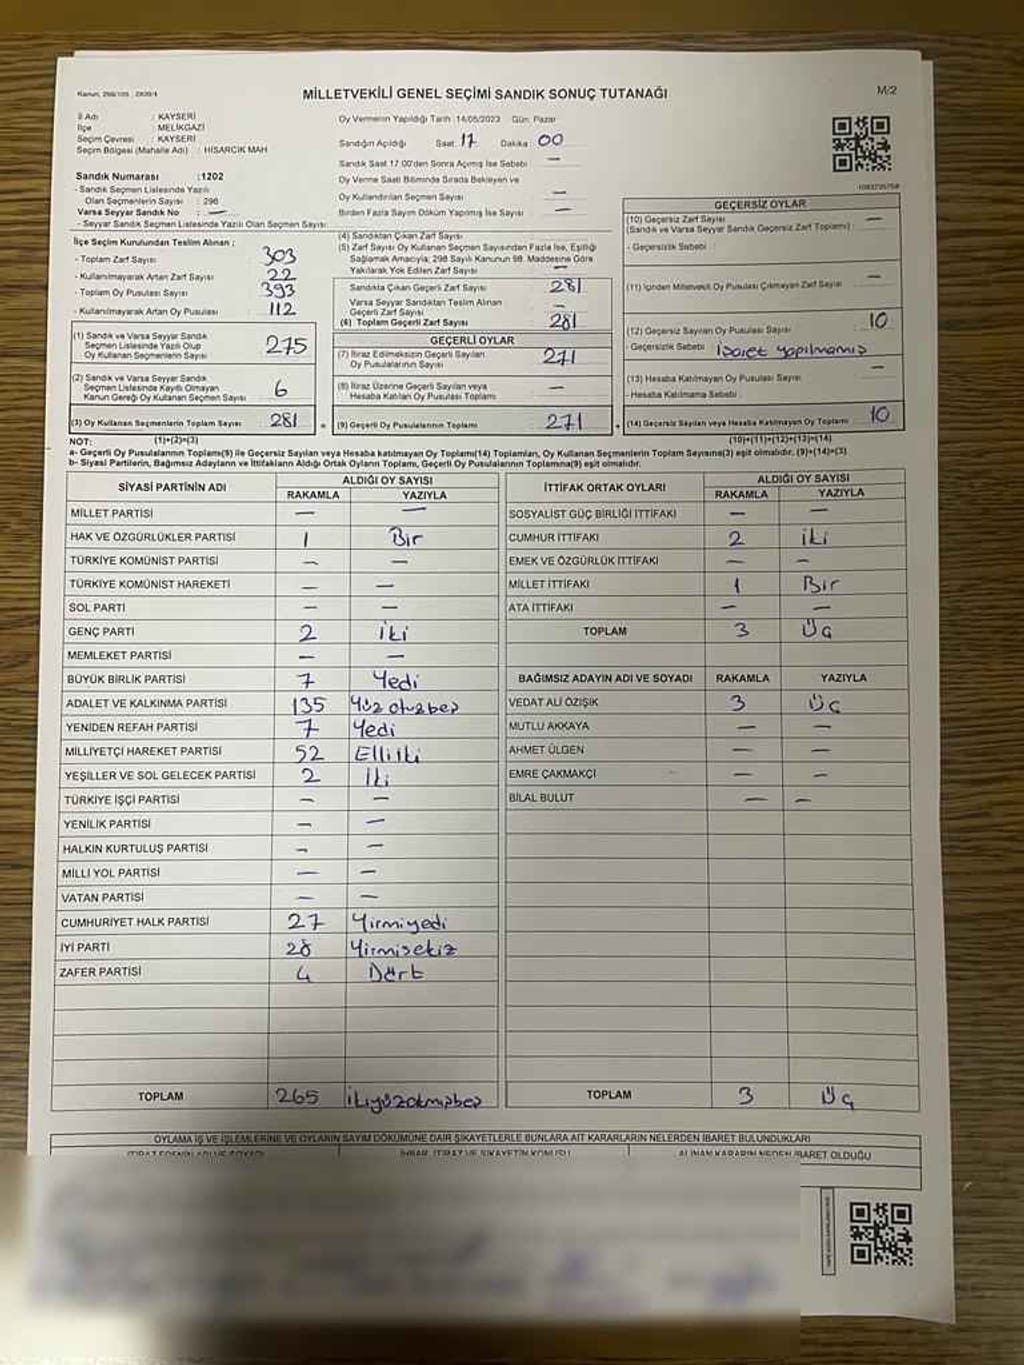 Kanun, 298/105
MİLLETVEKİLİ GENEL SEÇİMİ SANDIK SONUÇ TUTANAĞI
M/2
İl Adı : KAYSERİ
İlçe : MELİKGAZİ
Seçim Çevresi : KAYSERİ
Seçim Bölgesi (Mahalle Adı) : HİSARCIK MAH
Sandık Numarası :1202
- Sandık Seçmen Listesinde Yazılı
Olan Seçmenlerin Sayısı : 298
Varsa Seyyar Sandık No : —
- Seyyar Sandık Seçmen Listesinde Yazılı Olan Seçmen Sayısı:
İlçe Seçim Kurulundan Teslim Alınan ;
- Toplam Zarf Sayısı 303
- Kullanılmayarak Artan Zarf Sayısı 22
- Toplam Oy Pusulası Sayısı 393
- Kullanılmayarak Artan Oy Pusulası 112
(1) Sandık ve Varsa Seyyar Sandık
Seçmen Listesinde Yazılı Olup
Oy Kullanan Seçmenlerin Sayısı 275
(2) Sandık ve Varsa Seyyar Sandık
Seçmen Listesinde Kayıtlı Olmayan
Kanun Gereği Oy Kullanan Seçmen Sayısı 6
(3) Oy Kullanan Seçmenlerin Toplam Sayısı 281
Oy Vermenin Yapıldığı Tarih :14/05/2023 Gün: Pazar
Sandığın Açıldığı Saat: 17 Dakika 00
Sandık Saat 17:00'den Sonra Açılmış İse Sebebi —
Oy Verme Saati Bitiminde Sırada Bekleyen ve
Oy Kullandırılan Seçmen Sayısı —
Birden Fazla Sayım Döküm Yapılmış İse Sayısı —
(4) Sandıktan Çıkan Zarf Sayısı
(5) Zarf Sayısı Oy Kullanan Seçmen Sayısından Fazla İse, Eşitliği
Sağlamak Amacıyla; 298 Sayılı Kanunun 98. Maddesine Göre
Yakılarak Yok Edilen Zarf Sayısı —
Sandıkta Çıkan Geçerli Zarf Sayısı 281
Varsa Seyyar Sandıktan Teslim Alınan
Geçerli Zarf Sayısı —
(6) Toplam Geçerli Zarf Sayısı 281
GEÇERLİ OYLAR
(7) İtiraz Edilmeksizin Geçerli Sayılan
Oy Pusulalarının Sayısı 271
(8) İtiraz Üzerine Geçerli Sayılan veya
Hesaba Katılan Oy Pusulası Toplamı —
= (9) Geçerli Oy Pusulalarının Toplamı 271
GEÇERSİZ OYLAR
(10) Geçersiz Zarf Sayısı —
(Sandık ve Varsa Seyyar Sandık Geçersiz Zarf Toplamı)
- Geçersizlik Sebebi :
(11) İçinden Milletvekili Oy Pusulası Çıkmayan Zarf Sayısı —
(12) Geçersiz Sayılan Oy Pusulası Sayısı 10
- Geçersizlik Sebebi : işaret yapılmamış
(13) Hesaba Katılmayan Oy Pusulası Sayısı —
- Hesaba Katılmama Sebebi :
+ (14) Geçersiz Sayılan veya Hesaba Katılmayan Oy Toplamı 10
NOT: (1)+(2)=(3) (10)+(11)+(12)+(13)=(14)
a- Geçerli Oy Pusulalarının Toplamı(9) ile Geçersiz Sayılan veya Hesaba katılmayan Oy Toplamı(14) Toplamları, Oy Kullanan Seçmenlerin Toplam Sayısına(3) eşit olmalıdır. (9)+(14)=(3)
b- Siyasi Partilerin, Bağımsız Adayların ve İttifakların Aldığı Ortak Oyların Toplamı, Geçerli Oy Pusulalarının Toplamına(9) eşit olmalıdır.
SİYASİ PARTİNİN ADI ALDIĞI OY SAYISI
RAKAMLA YAZIYLA
MİLLET PARTİSİ — —
HAK VE ÖZGÜRLÜKLER PARTİSİ 1 Bir
TÜRKİYE KOMÜNİST PARTİSİ — —
TÜRKİYE KOMÜNİST HAREKETİ — —
SOL PARTİ — —
GENÇ PARTİ 2 iki
MEMLEKET PARTİSİ — —
BÜYÜK BİRLİK PARTİSİ 7 Yedi
ADALET VE KALKINMA PARTİSİ 135 Yüz otuzbeş
YENİDEN REFAH PARTİSİ 7 Yedi
MİLLİYETÇİ HAREKET PARTİSİ 52 Elliiki
YEŞİLLER VE SOL GELECEK PARTİSİ 2 İki
TÜRKİYE İŞÇİ PARTİSİ — —
YENİLİK PARTİSİ — —
HALKIN KURTULUŞ PARTİSİ — —
MİLLİ YOL PARTİSİ — —
VATAN PARTİSİ — —
CUMHURİYET HALK PARTİSİ 27 Yirmiyedi
İYİ PARTİ 28 Yirmisekiz
ZAFER PARTİSİ 4 Dört
TOPLAM 265
İTTİFAK ORTAK OYLARI ALDIĞI OY SAYISI
RAKAMLA YAZIYLA
SOSYALİST GÜÇ BİRLİĞİ İTTİFAKI — —
CUMHUR İTTİFAKI 2 iki
EMEK VE ÖZGÜRLÜK İTTİFAKI — —
MİLLET İTTİFAKI 1 Bir
ATA İTTİFAKI — —
TOPLAM 3 Üç
BAĞIMSIZ ADAYIN ADI VE SOYADI RAKAMLA YAZIYLA
VEDAT ALİ ÖZIŞIK 3 Üç
MUTLU AKKAYA — —
AHMET ÜLGEN — —
EMRE ÇAKMAKÇI — —
BİLAL BULUT — —
TOPLAM 3 Üç
OYLAMA İŞ VE İŞLEMLERİNE VE OYLARIN SAYIM DÖKÜMÜNE DAİR ŞİKAYETLERLE BUNLARA AİT KARARLARIN NELERDEN İBARET BULUNDUKLARI
İTİRAZ EDENİN ADI VE SOYADI İHBAR, İTİRAZ VE ŞİKAYETİN KONUSU ALINAN KARARIN NEDEN İBARET OLDUĞU